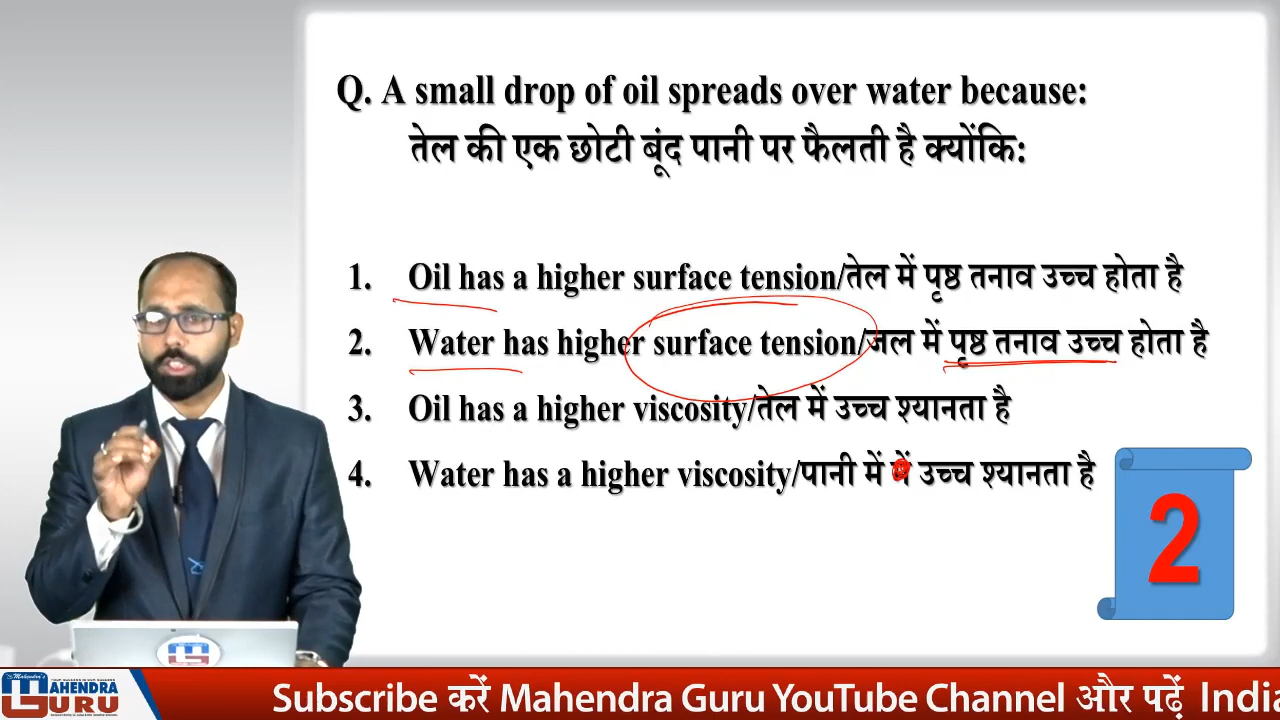 Q. A small drop of oil spreads over water because:
तेल की एक छोटी बूंद पानी पर फैलती है क्योंकि:
1. Oil has a higher surface tension/तेल में पृष्ठ तनाव उच्च होता है
2. Water has higher surface tension/जल में पृष्ठ तनाव उच्च होता है
3. Oil has a higher viscosity/तेल में उच्च श्यानता है
4. Water has a higher viscosity/पानी में में उच्च श्यानता है
2
Mahendra's
MAHENDRA
GURU
Subscribe करें Mahendra Guru YouTube Channel और पढ़ें India